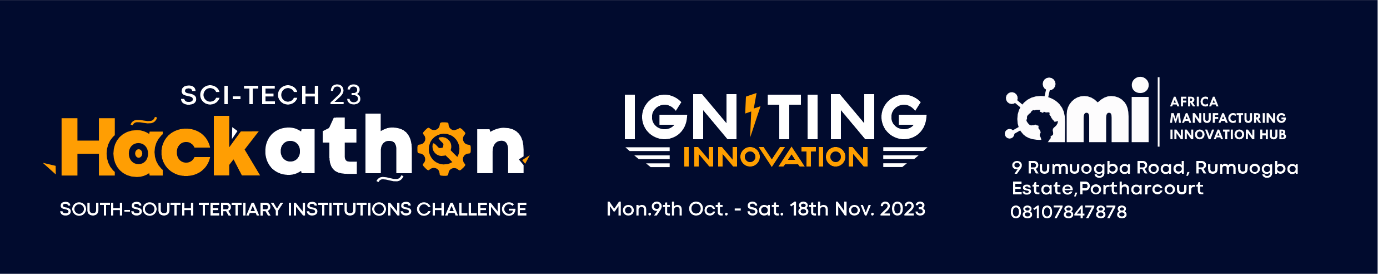 SCI-TECH 23
Hackathon
SOUTH-SOUTH TERTIARY INSTITUTIONS CHALLENGE
IGNITING
INNOVATION
Mon.9th Oct. - Sat. 18th Nov. 2023
ami
AFRICA
MANUFACTURING
INNOVATION HUB
9 Rumuogba Road, Rumuogba
Estate,Portharcourt
08107847878